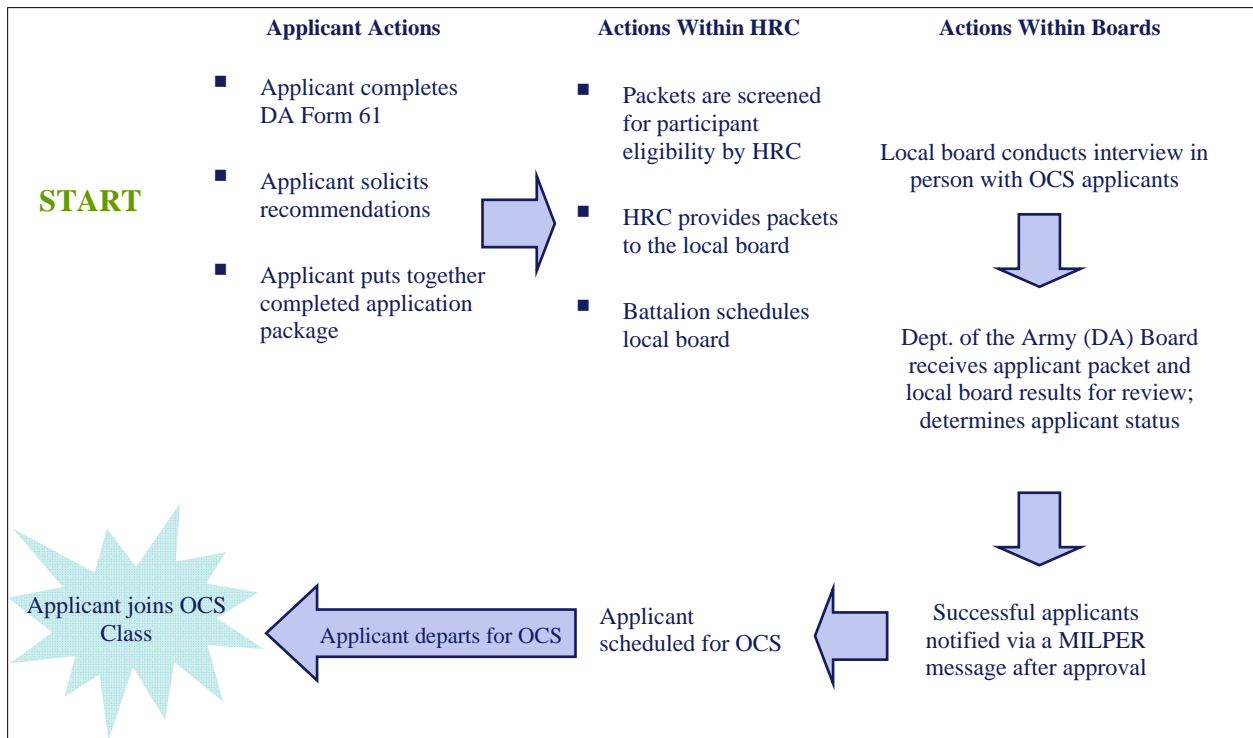 Applicant Actions
Actions Within HRC
Actions Within Boards
START
■ Applicant completes
DA Form 61
■ Applicant solicits
recommendations
■ Applicant puts together
completed application
package
■ Packets are screened
for participant
eligibility by HRC
■ HRC provides packets
to the local board
■ Battalion schedules
local board
Local board conducts interview in
person with OCS applicants
Dept. of the Army (DA) Board
receives applicant packet and
local board results for review;
determines applicant status
Successful applicants
notified via a MILPER
message after approval
Applicant
scheduled for OCS
Applicant departs for OCS
Applicant joins OCS
Class